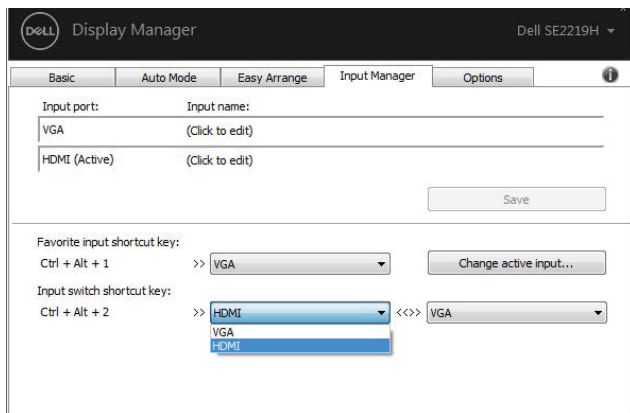 DELL Display Manager Dell SE2219H
Basic Auto Mode Easy Arrange Input Manager Options i
Input port: Input name:
VGA (Click to edit)
HDMI (Active) (Click to edit)
Save
Favorite input shortcut key:
Ctrl + Alt + 1 >> VGA Change active input...
Input switch shortcut key:
Ctrl + Alt + 2 >> HDMI <<>> VGA
VGA
HDMI